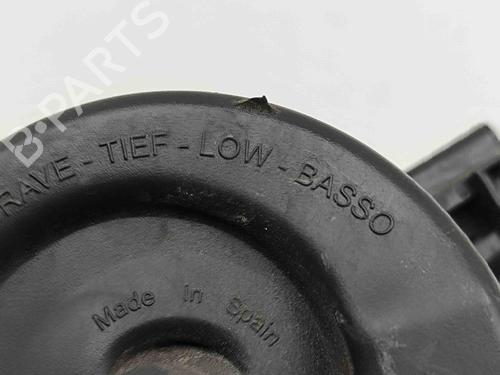 RAVE - TIEF - LOW - BASSO
Made In Spain
B-PARTS